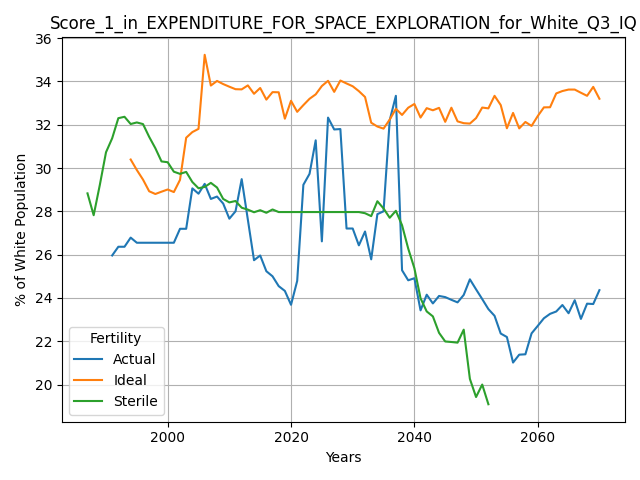 Score_1_in_EXPENDITURE_FOR_SPACE_EXPLORATION_for_White_Q3_IQ
36
34
32
30
28
26
24
22
20
% of White Population
Fertility
Actual
Ideal
Sterile
2000 2020 2040 2060
Years